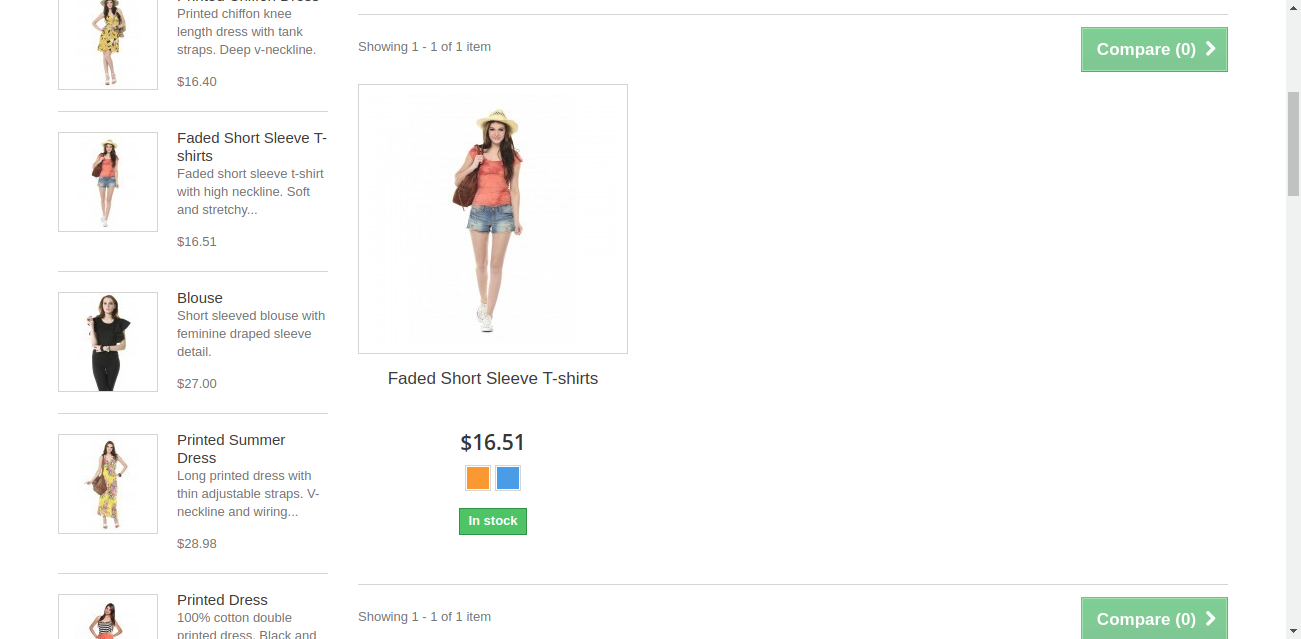 Printed Chiffon Dress
Printed chiffon knee
length dress with tank
straps. Deep v-neckline.
$16.40
Faded Short Sleeve T-
shirts
Faded short sleeve t-shirt
with high neckline. Soft
and stretchy...
$16.51
Blouse
Short sleeved blouse with
feminine draped sleeve
detail.
$27.00
Printed Summer
Dress
Long printed dress with
thin adjustable straps. V-
neckline and wiring...
$28.98
Printed Dress
100% cotton double
printed dress. Black and
Showing 1 - 1 of 1 item
Compare (0)
Faded Short Sleeve T-shirts
$16.51
In stock
Showing 1 - 1 of 1 item
Compare (0)